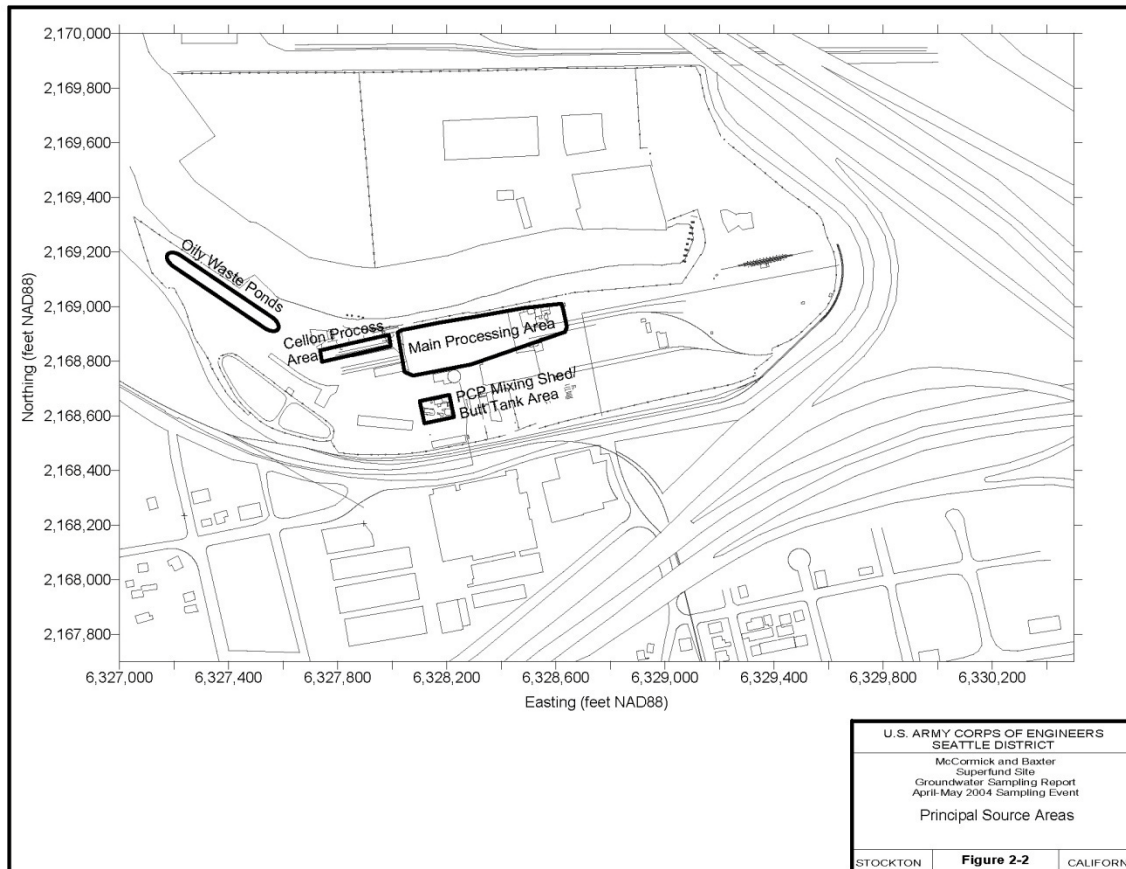 2,170,000
2,169,800
2,169,600
2,169,400
2,169,200
2,169,000
2,168,800
2,168,600
2,168,400
2,168,200
2,168,000
2,167,800
Northing (feet NAD88)
Oily Waste Ponds
Cellon Process
Area
Main Processing Area
PCP Mixing Shed/
Butt Tank Area
6,327,000
6,327,400
6,327,800
6,328,200
6,328,600
6,329,000
6,329,400
6,329,800
6,330,200
Easting (feet NAD88)
U.S. ARMY CORPS OF ENGINEERS
SEATTLE DISTRICT
McCormick and Baxter
Superfund Site
Groundwater Sampling Report
April-May 2004 Sampling Event
Principal Source Areas
STOCKTON
Figure 2-2
CALIFORN